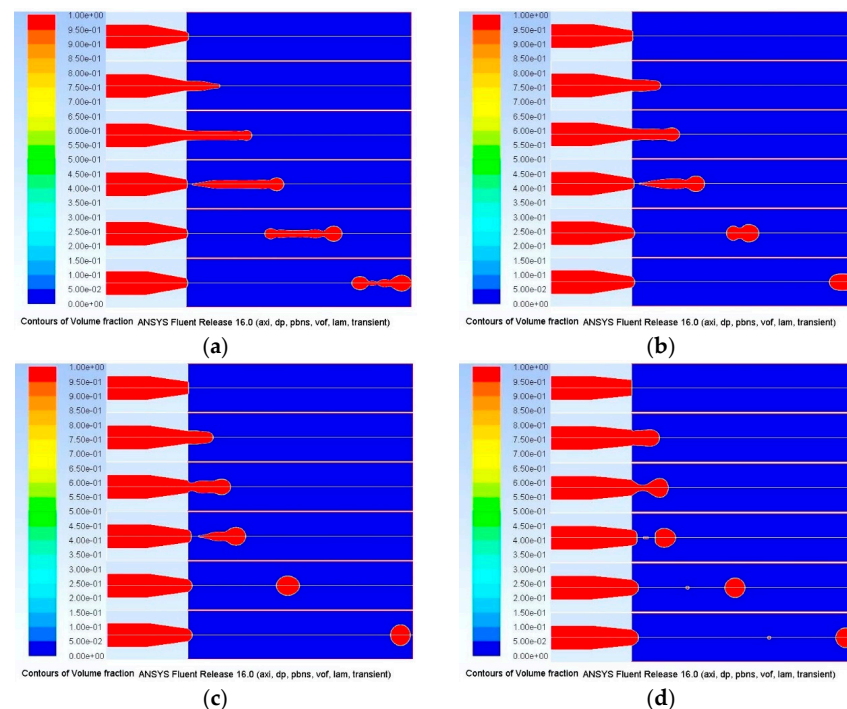 1.00e+00
9.50e-01
9.00e-01
8.50e-01
8.00e-01
7.50e-01
7.00e-01
6.50e-01
6.00e-01
5.50e-01
5.00e-01
4.50e-01
4.00e-01
3.50e-01
3.00e-01
2.50e-01
2.00e-01
1.50e-01
1.00e-01
5.00e-02
0.00e+00
Contours of Volume fraction ANSYS Fluent Release 16.0 (axi, dp, pbns, vof, lam, transient)
(a)
1.00e+00
9.50e-01
9.00e-01
8.50e-01
8.00e-01
7.50e-01
7.00e-01
6.50e-01
6.00e-01
5.50e-01
5.00e-01
4.50e-01
4.00e-01
3.50e-01
3.00e-01
2.50e-01
2.00e-01
1.50e-01
1.00e-01
5.00e-02
0.00e+00
Contours of Volume fraction ANSYS Fluent Release 16.0 (axi, dp, pbns, vof, lam, transient)
(b)
1.00e+00
9.50e-01
9.00e-01
8.50e-01
8.00e-01
7.50e-01
7.00e-01
6.50e-01
6.00e-01
5.50e-01
5.00e-01
4.50e-01
4.00e-01
3.50e-01
3.00e-01
2.50e-01
2.00e-01
1.50e-01
1.00e-01
5.00e-02
0.00e+00
Contours of Volume fraction ANSYS Fluent Release 16.0 (axi, dp, pbns, vof, lam, transient)
(c)
1.00e+00
9.50e-01
9.00e-01
8.50e-01
8.00e-01
7.50e-01
7.00e-01
6.50e-01
6.00e-01
5.50e-01
5.00e-01
4.50e-01
4.00e-01
3.50e-01
3.00e-01
2.50e-01
2.00e-01
1.50e-01
1.00e-01
5.00e-02
0.00e+00
Contours of Volume fraction ANSYS Fluent Release 16.0 (axi, dp, pbns, vof, lam, transient)
(d)